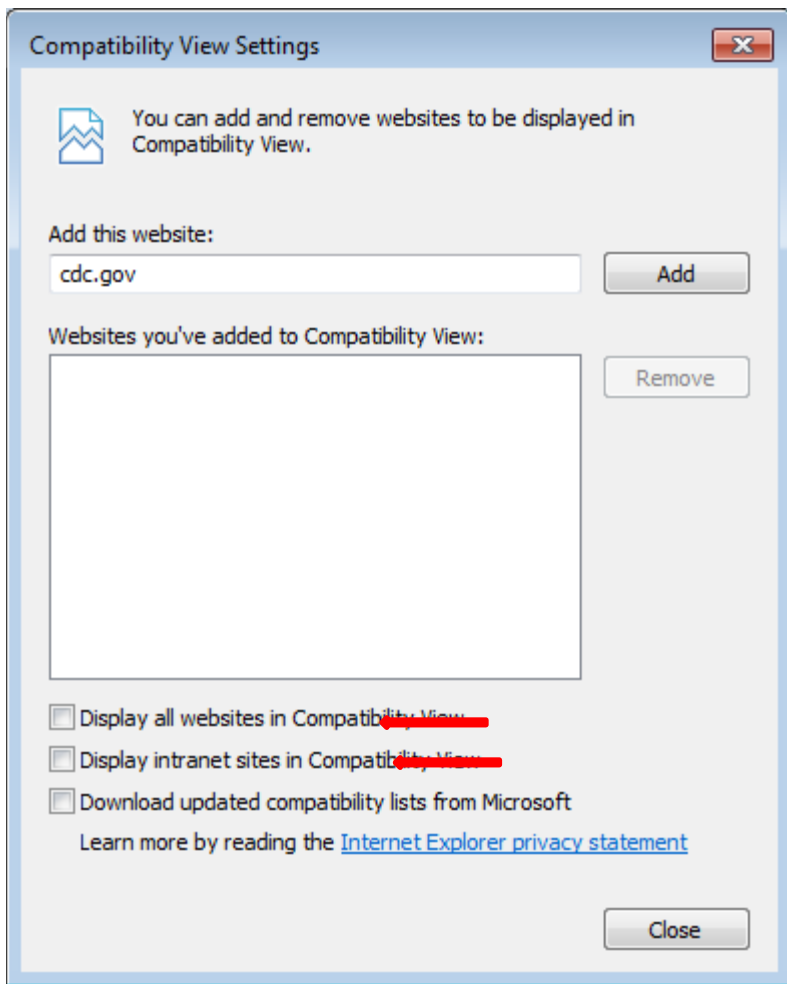 Compatibility View Settings
You can add and remove websites to be displayed in
Compatibility View.
Add this website:
cdc.gov
Add
Websites you've added to Compatibility View:
Remove
Display all websites in Compatibility View
Display intranet sites in Compatibility View
Download updated compatibility lists from Microsoft
Learn more by reading the Internet Explorer privacy statement
Close